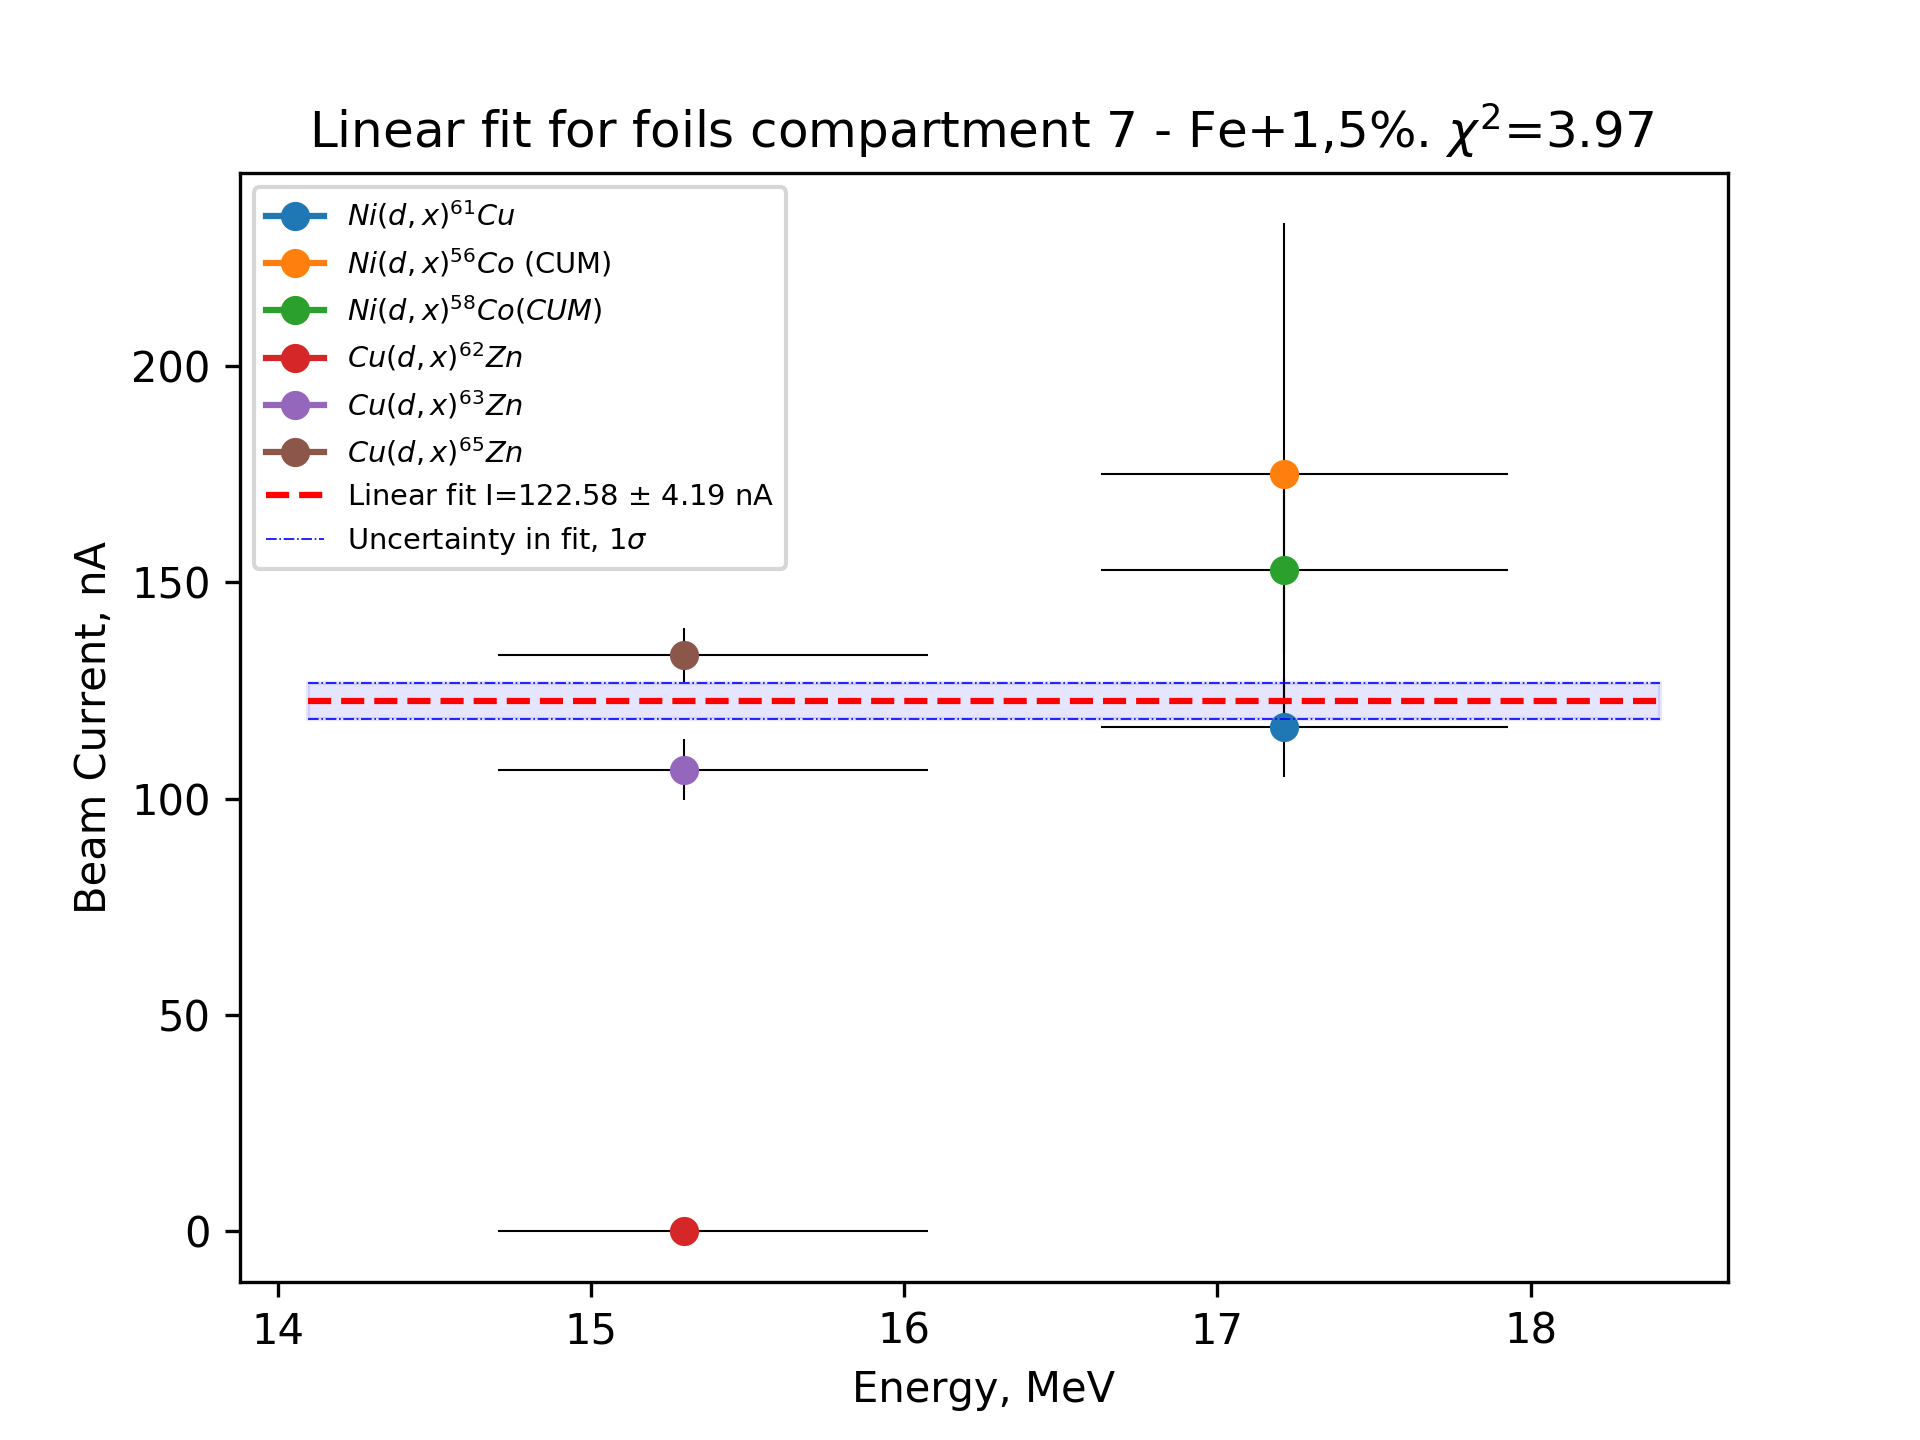 Linear fit for foils compartment 7 - Fe+1,5%. χ²=3.97
Ni(d, x)⁶¹Cu
Ni(d, x)⁵⁶Co (CUM)
Ni(d, x)⁵⁸Co(CUM)
Cu(d, x)⁶²Zn
Cu(d, x)⁶³Zn
Cu(d, x)⁶⁵Zn
Linear fit I=122.58 ± 4.19 nA
Uncertainty in fit, 1σ
Beam Current, nA
200
150
100
50
0
14 15 16 17 18
Energy, MeV